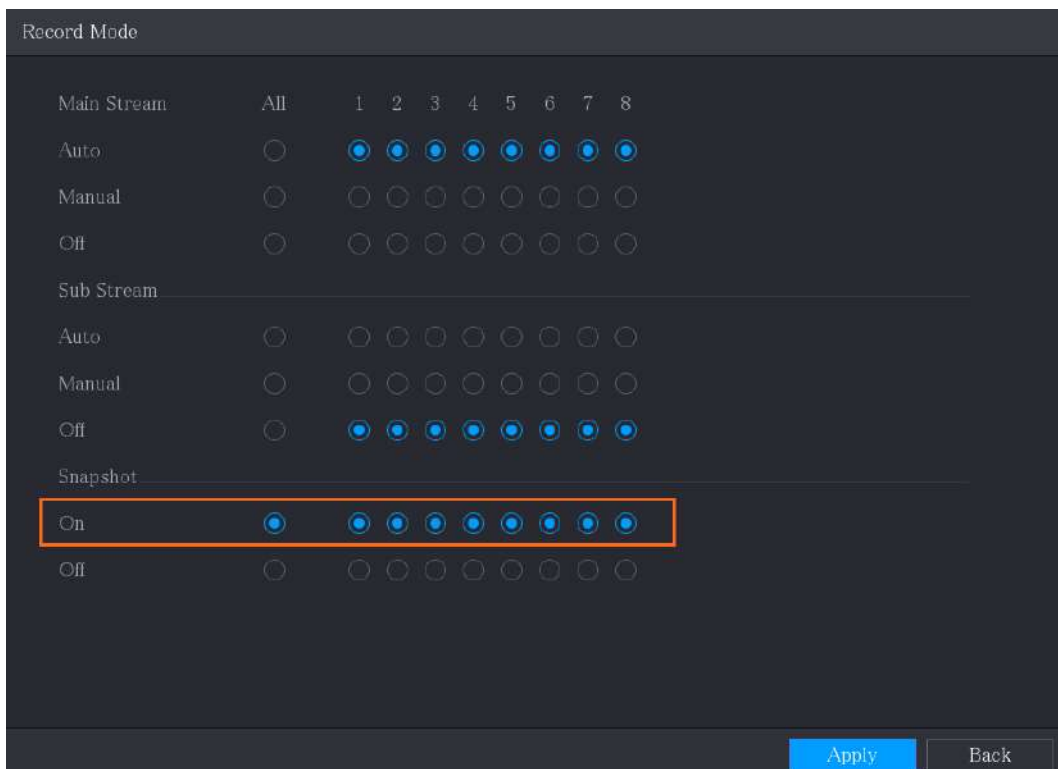 Record Mode
Main Stream All 1 2 3 4 5 6 7 8
Auto
Manual
Off
Sub Stream
Auto
Manual
Off
Snapshot
On
Off
Apply Back